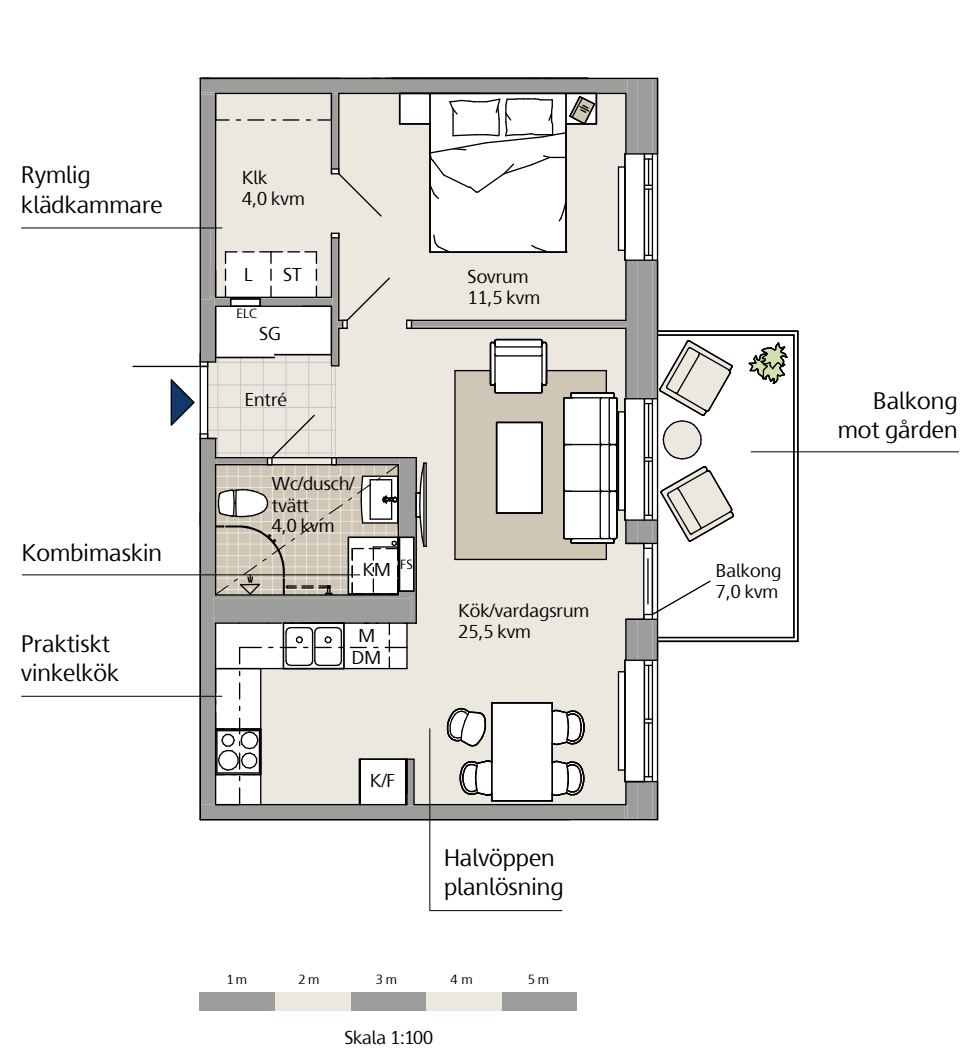 Rymlig
klädkammare
Klk
4,0 kvm
L
ST
ELC
SG
Sovrum
11,5 kvm
Entré
Balkong
mot gården
Wc/dusch/
tvätt
4,0 kvm
Kombimaskin
KM
FS
Balkong
7,0 kvm
Kök/vardagsrum
25,5 kvm
Praktiskt
vinkelkök
M
DM
K/F
Halvöppen
planlösning
1 m 2 m 3 m 4 m 5 m
Skala 1:100